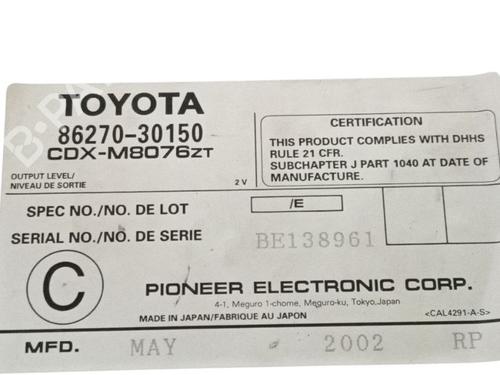 TOYOTA
86270-30150
CDX-M8076ZT
OUTPUT LEVEL/
NIVEAU DE SORTIE
2 V
CERTIFICATION
THIS PRODUCT COMPLIES WITH DHHS
RULE 21 CFR.
SUBCHAPTER J PART 1040 AT DATE OF
MANUFACTURE.
SPEC NO./NO. DE LOT
/E
SERIAL NO./NO. DE SERIE
BE138961
C
PIONEER ELECTRONIC CORP.
4-1, Meguro 1-chome, Meguro-ku, Tokyo, Japan
MADE IN JAPAN/FABRIQUE AU JAPON
<CAL4291-A-S>
MFD. MAY 2002 RP